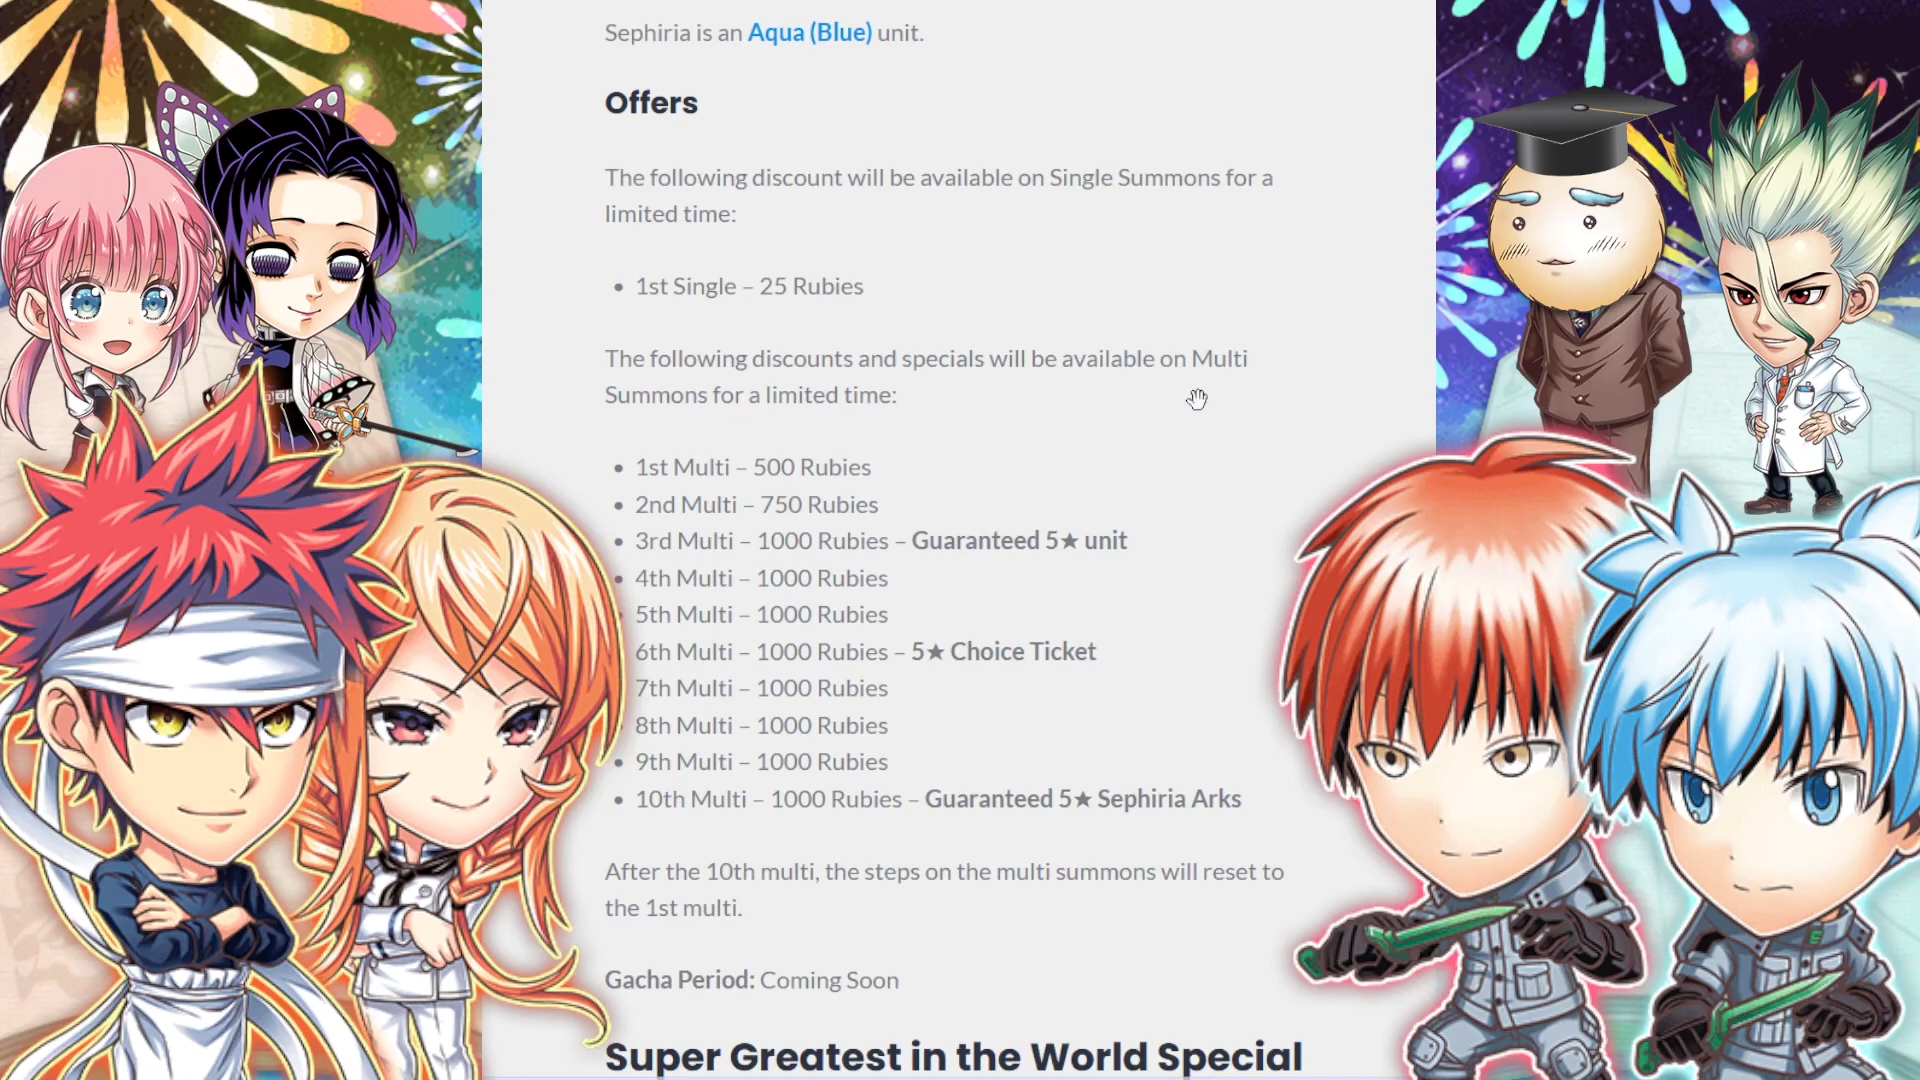 Sephiria is an Aqua (Blue) unit.
Offers
The following discount will be available on Single Summons for a
limited time:
• 1st Single – 25 Rubies
The following discounts and specials will be available on Multi
Summons for a limited time:
• 1st Multi – 500 Rubies
• 2nd Multi – 750 Rubies
• 3rd Multi – 1000 Rubies – Guaranteed 5★ unit
• 4th Multi – 1000 Rubies
• 5th Multi – 1000 Rubies
6th Multi – 1000 Rubies – 5★ Choice Ticket
7th Multi – 1000 Rubies
8th Multi – 1000 Rubies
• 9th Multi – 1000 Rubies
• 10th Multi – 1000 Rubies – Guaranteed 5★ Sephiria Arks
After the 10th multi, the steps on the multi summons will reset to
the 1st multi.
Gacha Period: Coming Soon
Super Greatest in the World Special